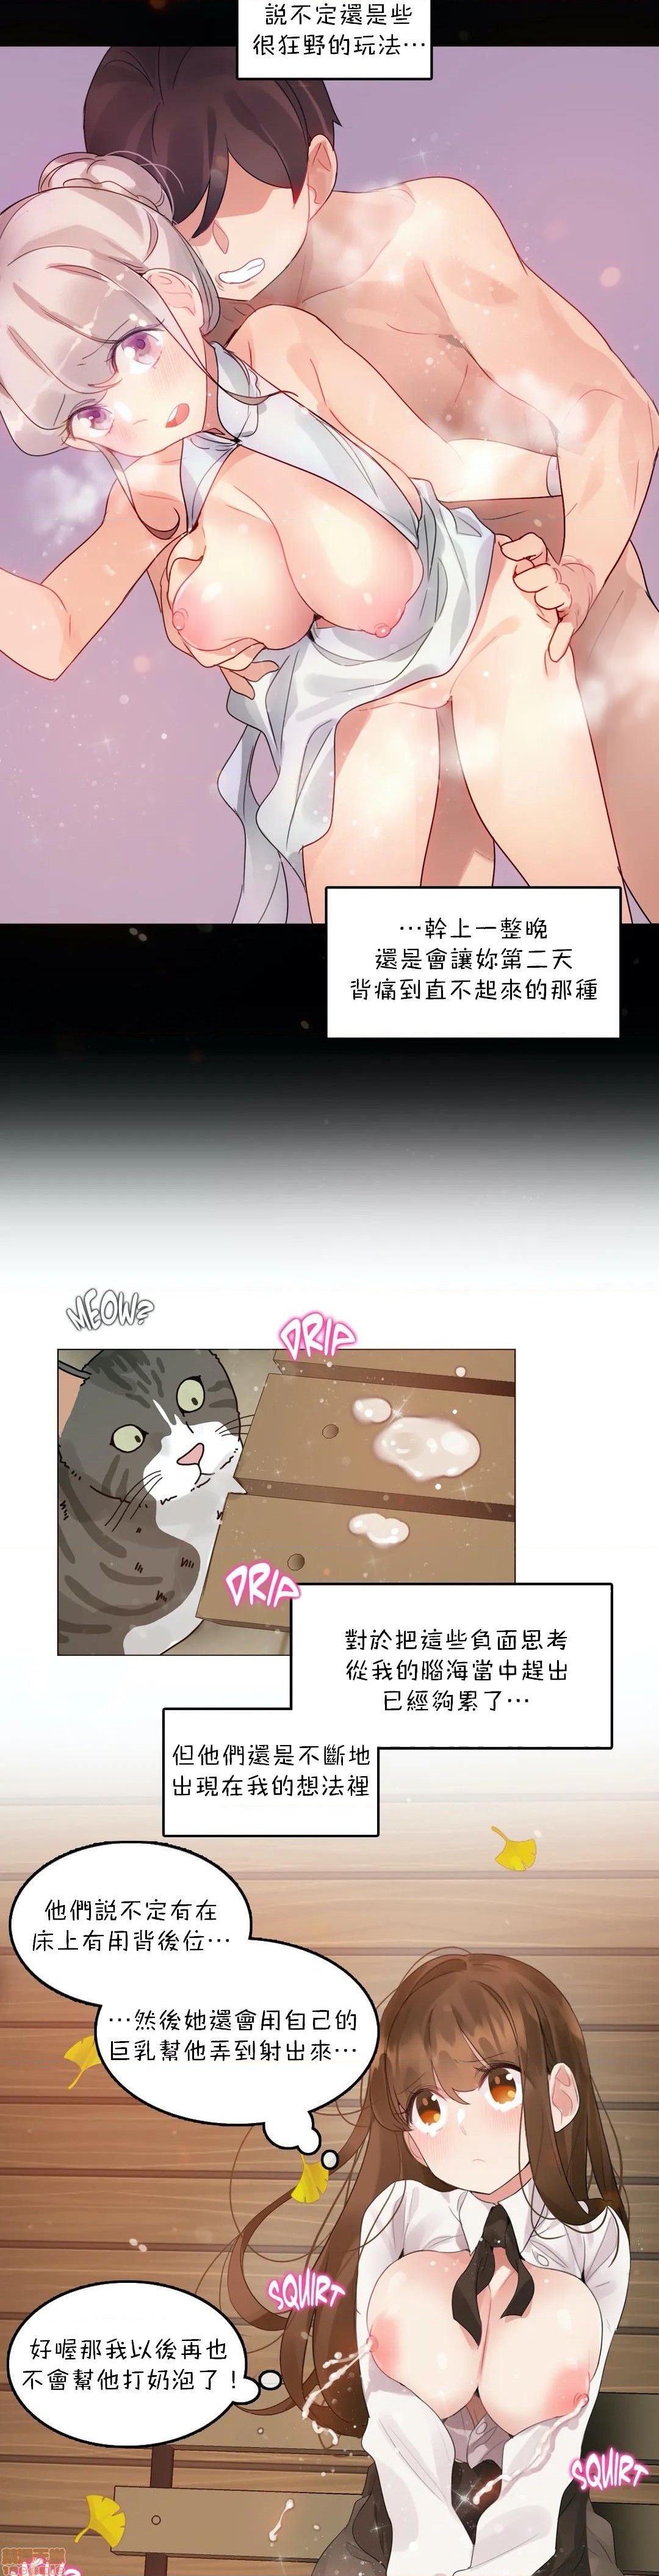 說不定還是些
很狂野的玩法…
…幹上一整晚
還是會讓妳第二天
背痛到直不起來的那種
MEOW?
DRIP
DRIP
對於把這些負面思考
從我的腦海當中趕出
已經夠累了…
但他們還是不斷地
出現在我的想法裡
他們說不定有在
床上有用背後位…
…然後她還會用自己的
巨乳幫他弄到射出來…
SQUIRT
好喔那我以後再也
不會幫他打奶泡了！
SQUIRT